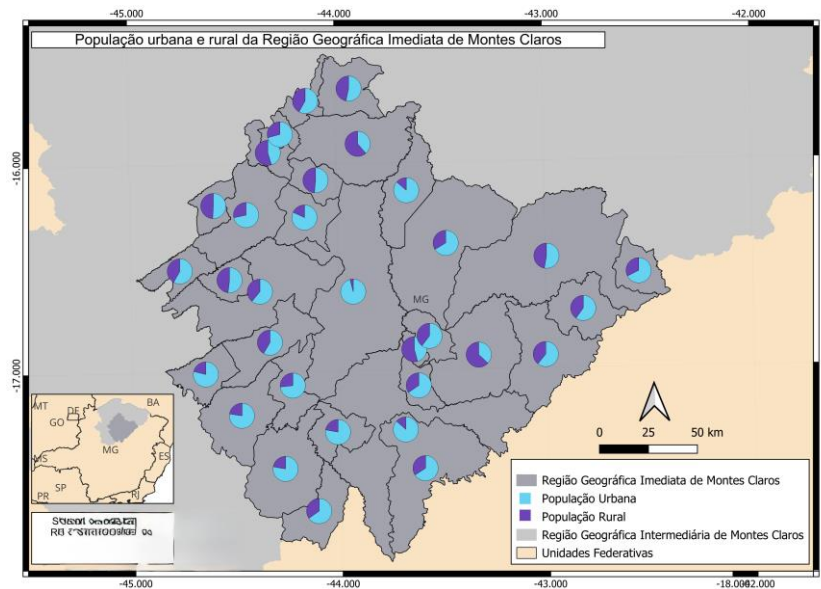 -45.000 -44.000 -43.000 -42.000
População urbana e rural da Região Geográfica Imediata de Montes Claros
-16.000
MG
-17.000
MT
DF
BA
GO
MG
MS
ES
SP
PR
RJ
0 25 50 km
Região Geográfica Imediata de Montes Claros
População Urbana
População Rural
Região Geográfica Intermediária de Montes Claros
Unidades Federativas
-45.000 -44.000 -43.000 -18.000